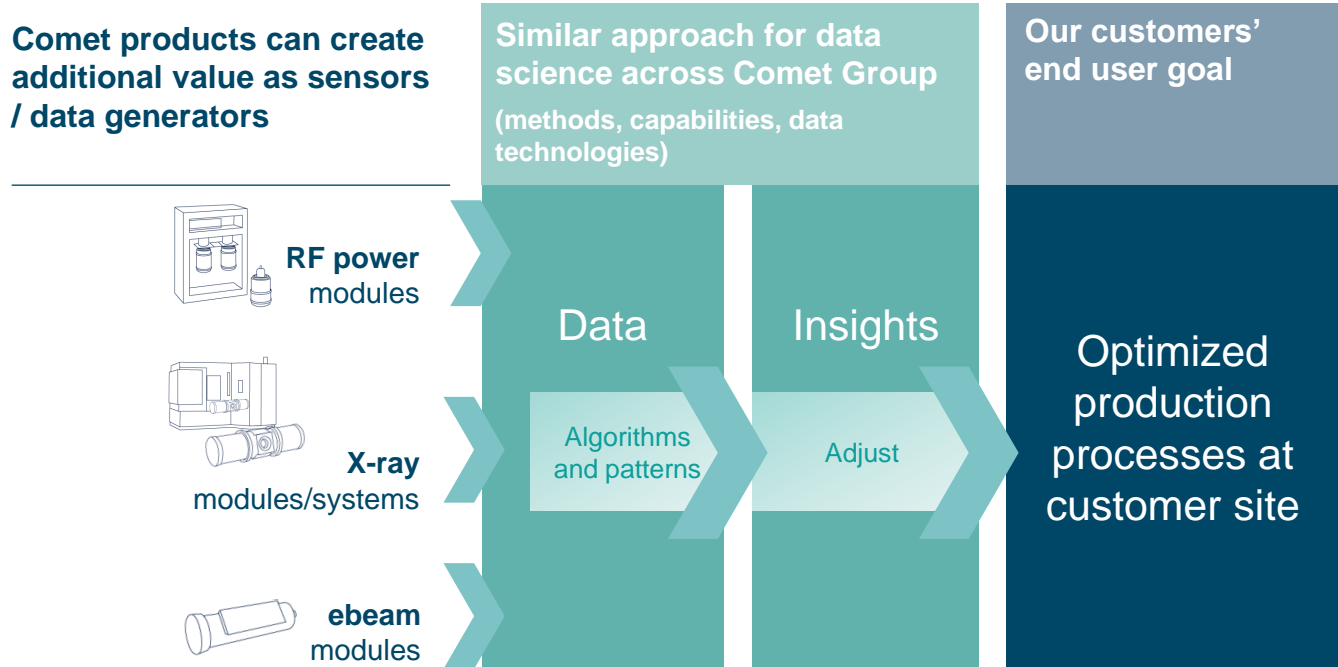 Comet products can create
additional value as sensors
/ data generators
Similar approach for data
science across Comet Group
(methods, capabilities, data
technologies)
Our customers’
end user goal
RF power
modules
X-ray
modules/systems
ebeam
modules
Data
Algorithms
and patterns
Insights
Adjust
Optimized
production
processes at
customer site